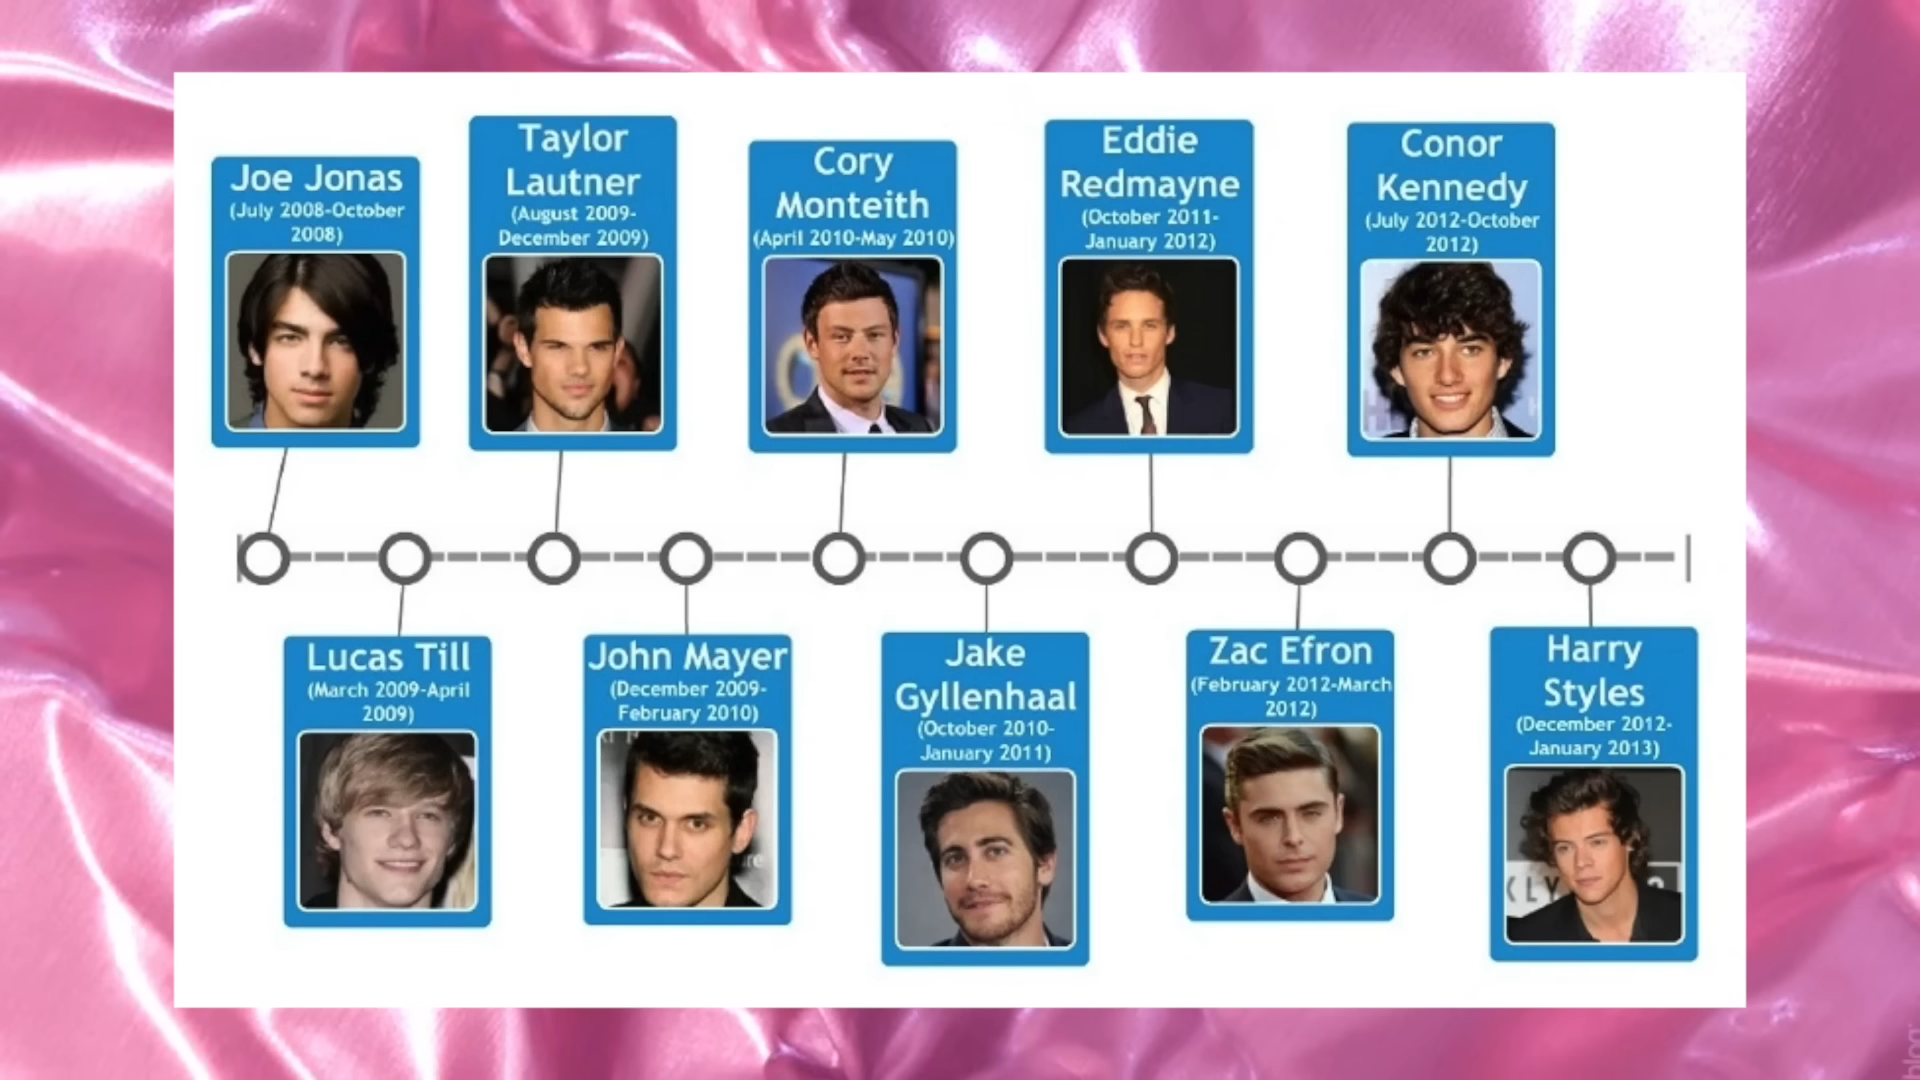 Joe Jonas
(July 2008-October
2008)
Lucas Till
(March 2009-April
2009)
Taylor
Lautner
(August 2009-
December 2009)
John Mayer
(December 2009-
February 2010)
Cory
Monteith
(April 2010-May 2010)
Jake
Gyllenhaal
(October 2010-
January 2011)
Eddie
Redmayne
(October 2011-
January 2012)
Zac Efron
(February 2012-March
2012)
Conor
Kennedy
(July 2012-October
2012)
Harry
Styles
(December 2012-
January 2013)
KLY